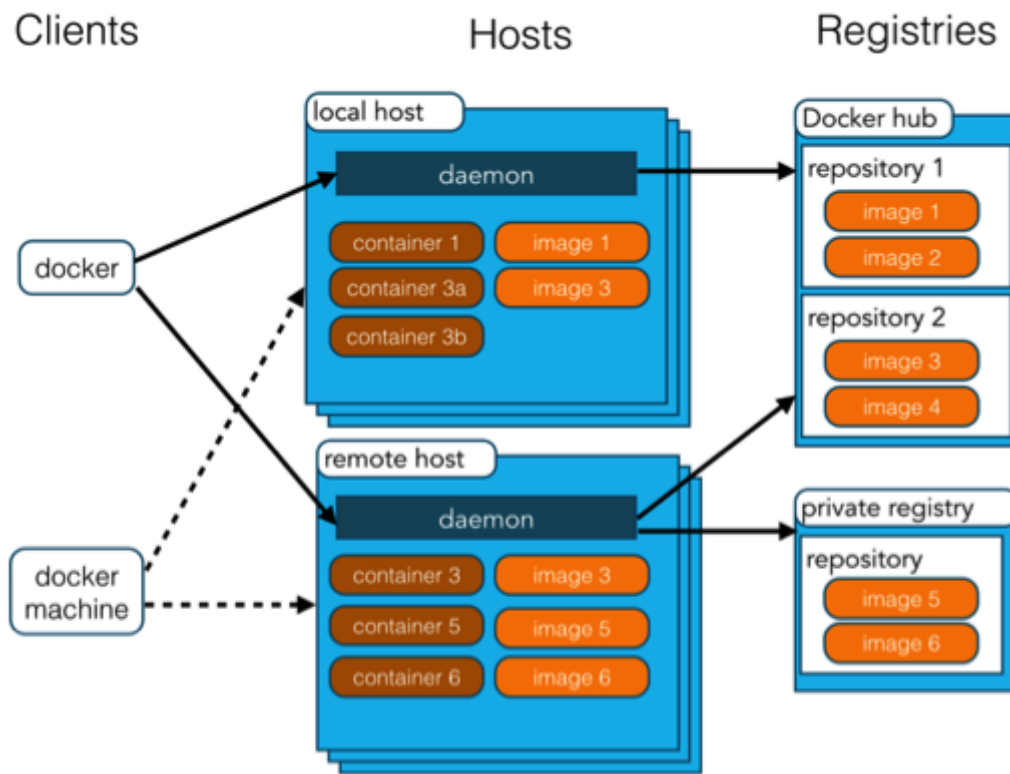 Clients
Hosts
Registries
docker
docker
machine
local host
daemon
container 1
image 1
container 3a
image 3
container 3b
remote host
daemon
container 3
image 3
container 5
image 5
container 6
image 6
Docker hub
repository 1
image 1
image 2
repository 2
image 3
image 4
private registry
repository
image 5
image 6